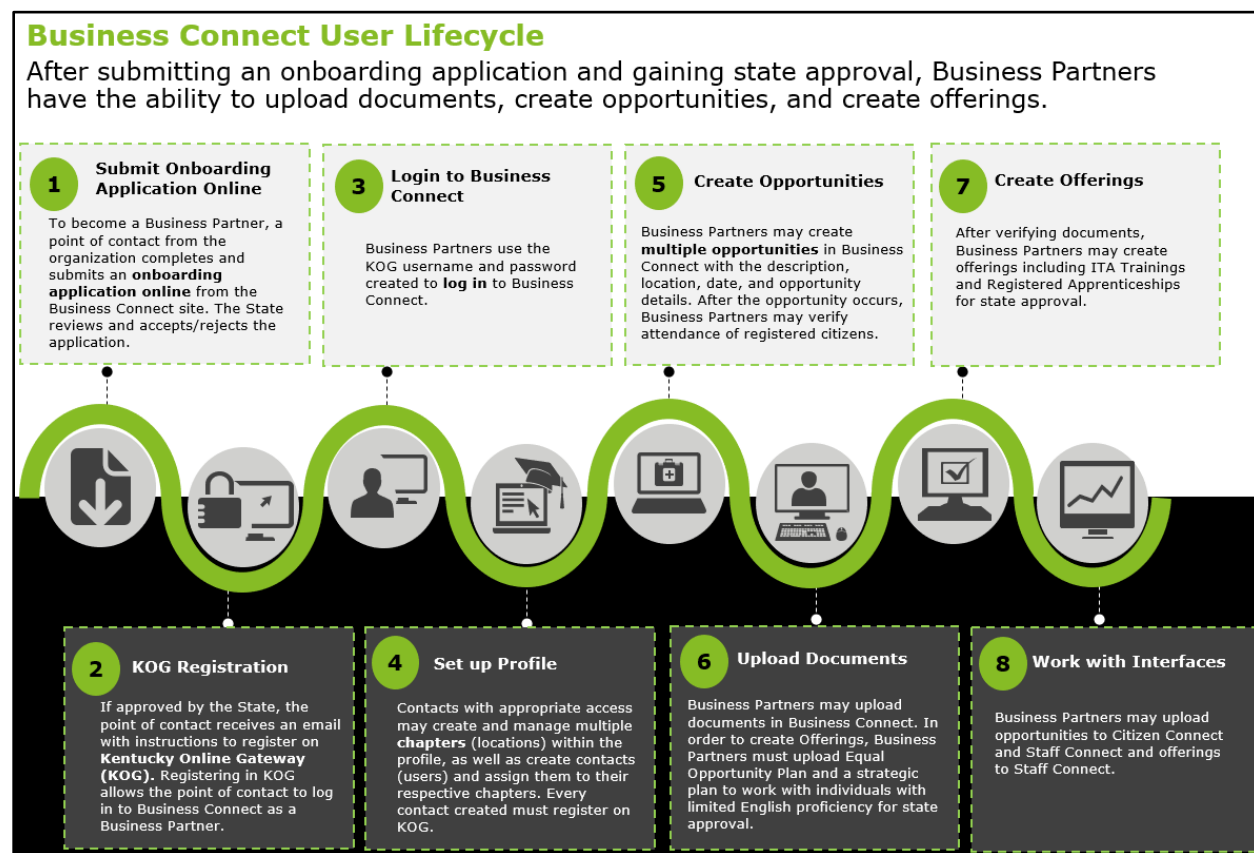 Business Connect User Lifecycle
After submitting an onboarding application and gaining state approval, Business Partners
have the ability to upload documents, create opportunities, and create offerings.
1
Submit Onboarding
Application Online
To become a Business Partner, a
point of contact from the
organization completes and
submits an onboarding
application online from the
Business Connect site. The State
reviews and accepts/rejects the
application.
2
KOG Registration
If approved by the State, the
point of contact receives an email
with instructions to register on
Kentucky Online Gateway
(KOG). Registering in KOG
allows the point of contact to log
in to Business Connect as a
Business Partner.
3
Login to Business
Connect
Business Partners use the
KOG username and password
created to log in to Business
Connect.
4
Set up Profile
Contacts with appropriate access
may create and manage multiple
chapters (locations) within the
profile, as well as create contacts
(users) and assign them to their
respective chapters. Every
contact created must register on
KOG.
5
Create Opportunities
Business Partners may create
multiple opportunities in Business
Connect with the description,
location, date, and opportunity
details. After the opportunity occurs,
Business Partners may verify
attendance of registered citizens.
6
Upload Documents
Business Partners may upload
documents in Business Connect. In
order to create Offerings, Business
Partners must upload Equal
Opportunity Plan and a strategic
plan to work with individuals with
limited English proficiency for state
approval.
7
Create Offerings
After verifying documents,
Business Partners may create
offerings including ITA Trainings
and Registered Apprenticeships
for state approval.
8
Work with Interfaces
Business Partners may upload
opportunities to Citizen Connect
and Staff Connect and offerings
to Staff Connect.